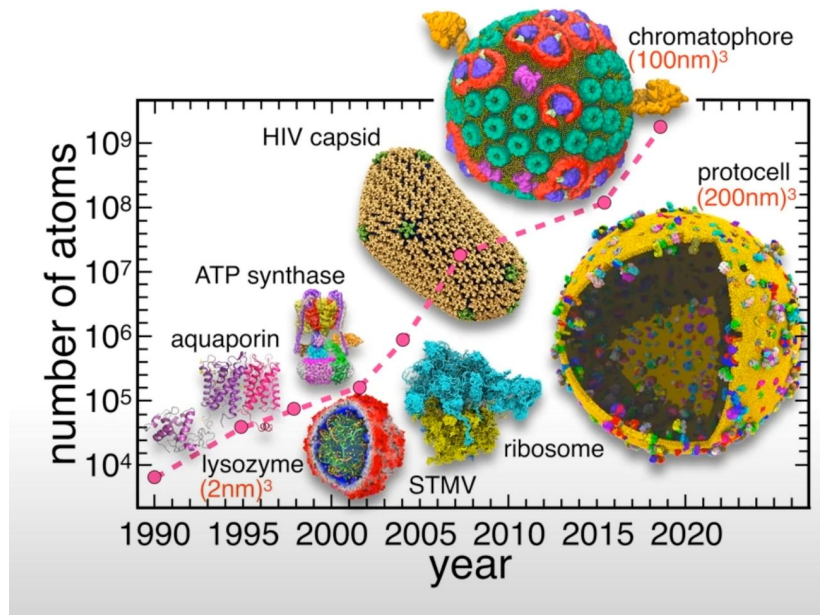 chromatophore
(100nm)³
HIV capsid
protocell
(200nm)³
ATP synthase
aquaporin
lysozyme
(2nm)³
STMV
ribosome
number of atoms
10⁹
10⁸
10⁷
10⁶
10⁵
10⁴
1990 1995 2000 2005 2010 2015 2020
year